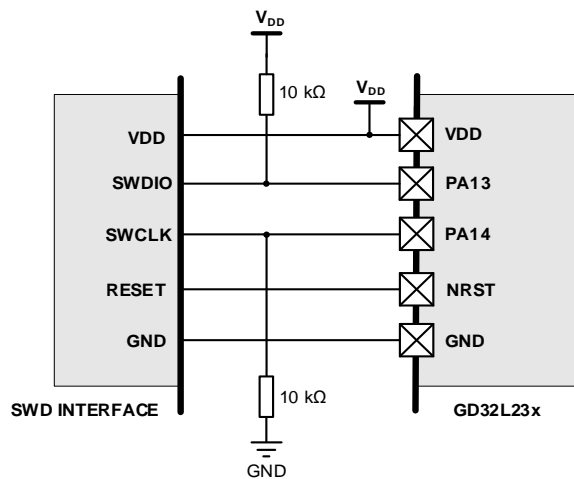 VDD
10 kΩ
VDD
VDD
VDD
SWDIO
PA13
SWCLK
PA14
RESET
NRST
GND
GND
10 kΩ
SWD INTERFACE
GD32L23x
GND